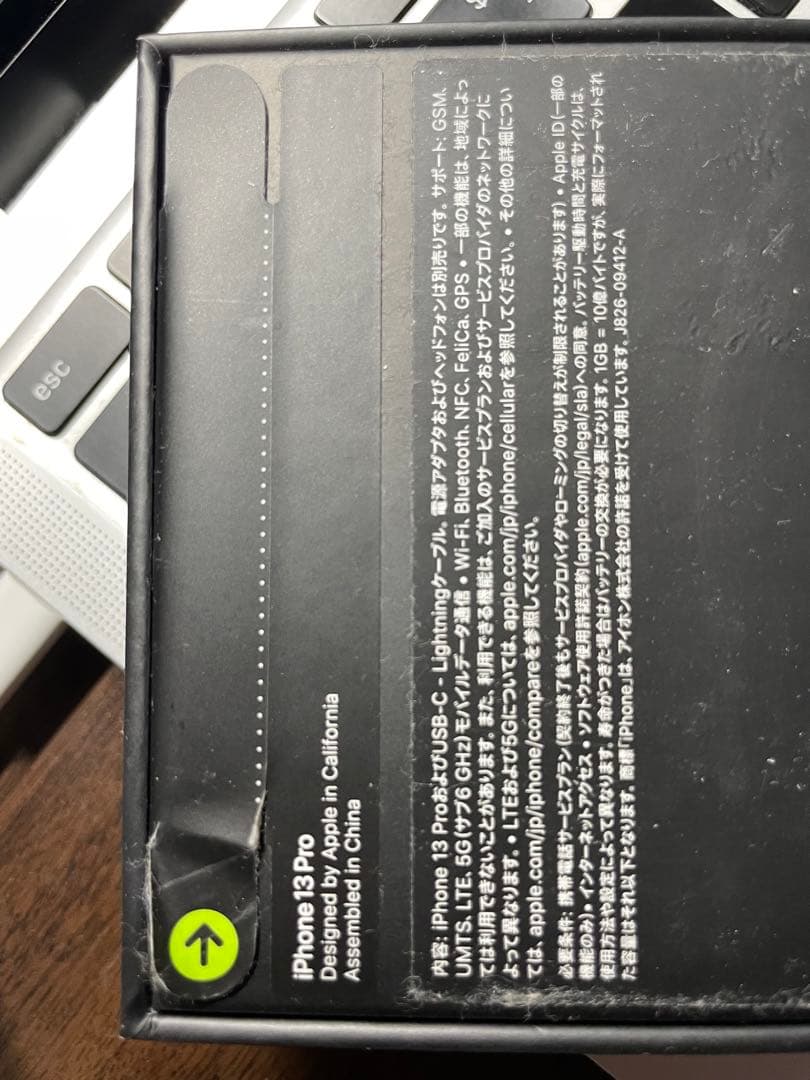 esc
iPhone 13 Pro
Designed by Apple in California
Assembled in China
内容: iPhone 13 ProおよびUSB-C - Lightningケーブル。電源アダプタおよびヘッドフォンは別売りです。サポート: GSM、
UMTS、LTE、5G(サブ6 GHz)モバイルデータ通信 • Wi-Fi、Bluetooth、NFC、FeliCa、GPS • 一部の機能は、地域によっ
ては利用できないことがあります。また、利用できる機能は、ご加入のサービスプランおよびサービスプロバイダのネットワークに
よって異なります。• LTEおよび5Gについては、apple.com/jp/iphone/cellularを参照してください。• その他の詳細につい
ては、apple.com/jp/iphone/compareを参照してください。
必要条件: 携帯電話サービスプラン(契約終了後もサービスプロバイダやローミングの切り替えが制限されることがあります) • Apple ID(一部の
機能のみ) • インターネットアクセス • ソフトウェア使用許諾契約(apple.com/jp/legal/sla)への同意。バッテリー駆動時間と充電サイクルは、
使用方法や設定によって異なります。寿命がつきた場合はバッテリーの交換が必要になります。1GB = 10億バイトですが、実際にフォーマットされ
た容量はそれ以下となります。商標「iPhone」は、アイホン株式会社の許諾を受けて使用しています。J826-09412-A